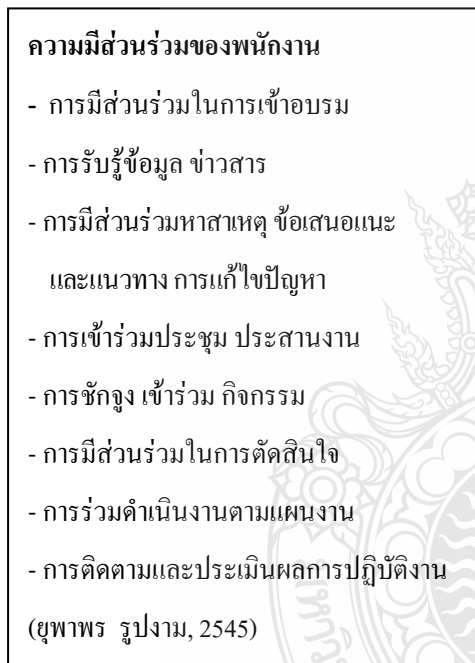 ความมีส่วนร่วมของพนักงาน
- การมีส่วนร่วมในการเข้าอบรม
- การรับรู้ข้อมูล ข่าวสาร
- การมีส่วนร่วมหาสาเหตุ ข้อเสนอแนะ
และแนวทาง การแก้ไขปัญหา
- การเข้าร่วมประชุม ประสานงาน
- การชักจูง เข้าร่วม กิจกรรม
- การมีส่วนร่วมในการตัดสินใจ
- การร่วมดำเนินงานตามแผนงาน
- การติดตามและประเมินผลการปฏิบัติงาน
(ยุพาพร รูปงาม, 2545)